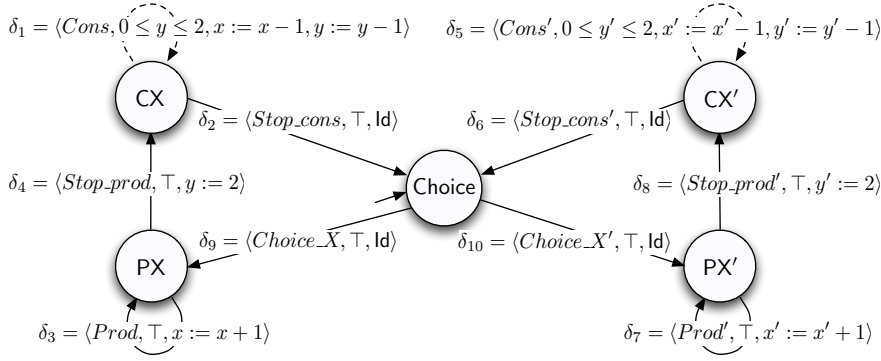 δ₁ = ⟨Cons, 0 ≤ y ≤ 2, x := x − 1, y := y − 1⟩
δ₅ = ⟨Cons′, 0 ≤ y′ ≤ 2, x′ := x′ − 1, y′ := y′ − 1⟩
CX
CX′
δ₂ = ⟨Stop_cons, ⊤, Id⟩
δ₆ = ⟨Stop_cons′, ⊤, Id⟩
δ₄ = ⟨Stop_prod, ⊤, y := 2⟩
Choice
δ₈ = ⟨Stop_prod′, ⊤, y′ := 2⟩
δ₉ = ⟨Choice_X, ⊤, Id⟩
δ₁₀ = ⟨Choice_X′, ⊤, Id⟩
PX
PX′
δ₃ = ⟨Prod, ⊤, x := x + 1⟩
δ₇ = ⟨Prod′, ⊤, x′ := x′ + 1⟩